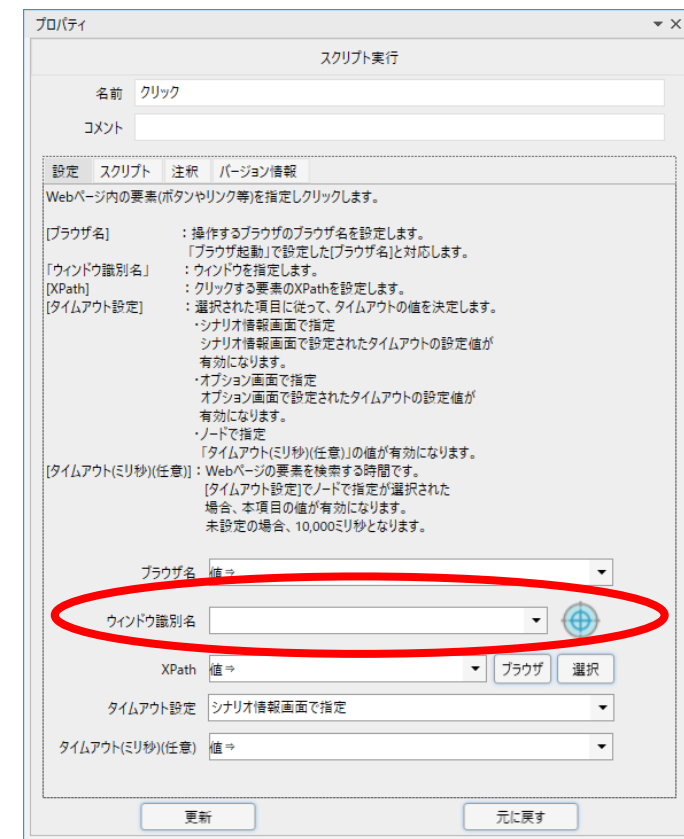 プロパティ
スクリプト実行
名前 クリック
コメント
設定 スクリプト 注釈 バージョン情報
Webページ内の要素(ボタンやリンク等)を指定しクリックします。
[ブラウザ名] :操作するブラウザのブラウザ名を設定します。
「ブラウザ起動」で設定した[ブラウザ名]と対応します。
「ウィンドウ識別名」 :ウィンドウを指定します。
[XPath] :クリックする要素のXPathを設定します。
[タイムアウト設定] :選択された項目に従って、タイムアウトの値を決定します。
・シナリオ情報画面で指定
シナリオ情報画面で設定されたタイムアウトの設定値が
有効になります。
・オプション画面で指定
オプション画面で設定されたタイムアウトの設定値が
有効になります。
・ノードで指定
「タイムアウト(ミリ秒)(任意)」の値が有効になります。
[タイムアウト(ミリ秒)(任意)]:Webページの要素を検索する時間です。
[タイムアウト設定]でノードで指定が選択された
場合、本項目の値が有効になります。
未設定の場合、10,000ミリ秒となります。
ブラウザ名 値⇒
ウィンドウ識別名
XPath 値⇒ ブラウザ 選択
タイムアウト設定 シナリオ情報画面で指定
タイムアウト(ミリ秒)(任意) 値⇒
更新 元に戻す